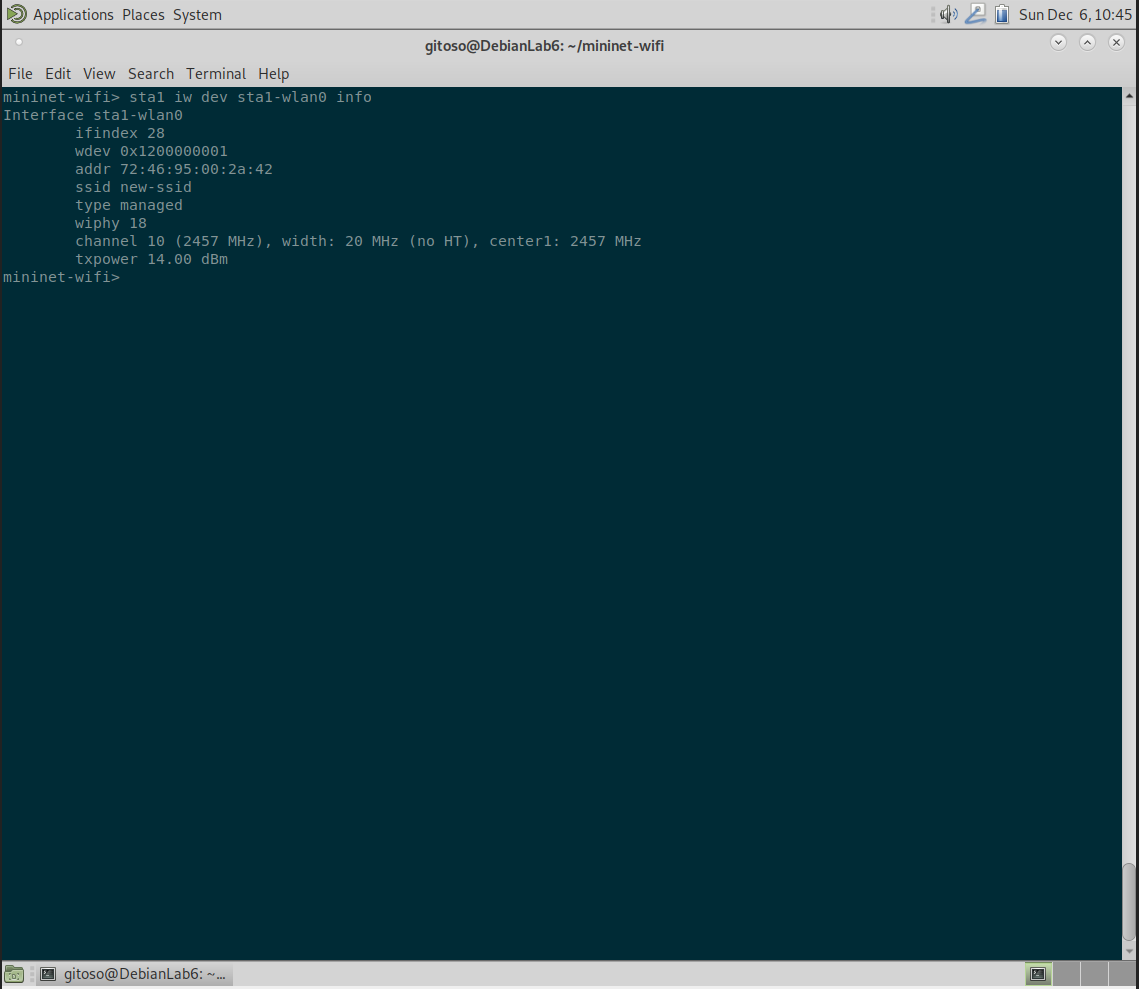 Applications Places System
Sun Dec 6, 10:45
gitoso@DebianLab6: ~/mininet-wifi
File Edit View Search Terminal Help
mininet-wifi> sta1 iw dev sta1-wlan0 info
Interface sta1-wlan0
ifindex 28
wdev 0x1200000001
addr 72:46:95:00:2a:42
ssid new-ssid
type managed
wiphy 18
channel 10 (2457 MHz), width: 20 MHz (no HT), center1: 2457 MHz
txpower 14.00 dBm
mininet-wifi>
gitoso@DebianLab6: ~...